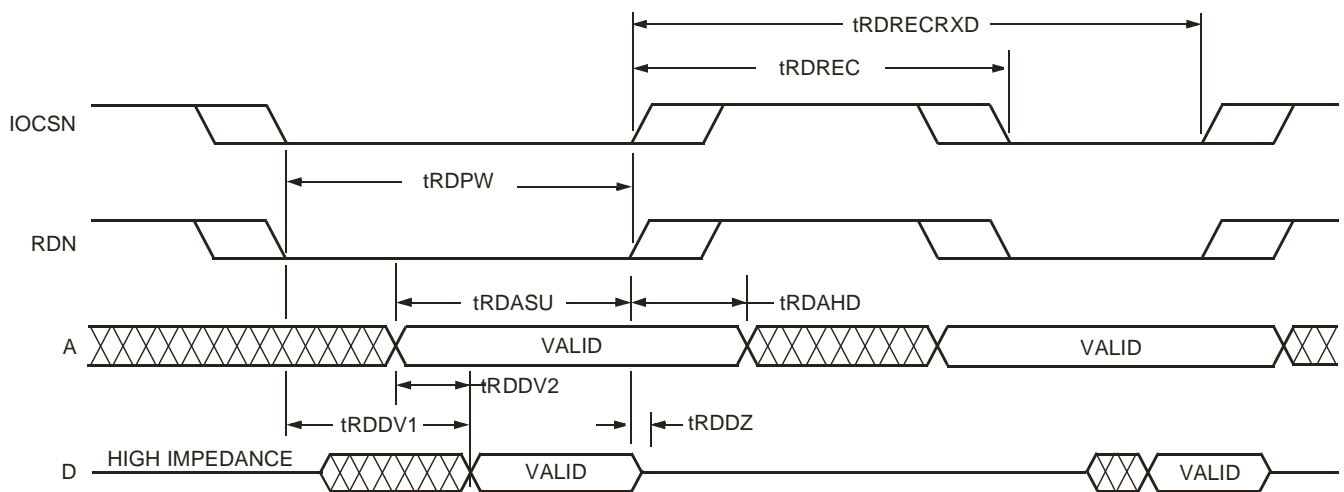 tRDRECRXD
tRDREC
IOCSN
tRDPW
RDN
tRDASU
tRDAHD
A
VALID
VALID
tRDDV2
tRDDV1
tRDDZ
D
HIGH IMPEDANCE
VALID
VALID